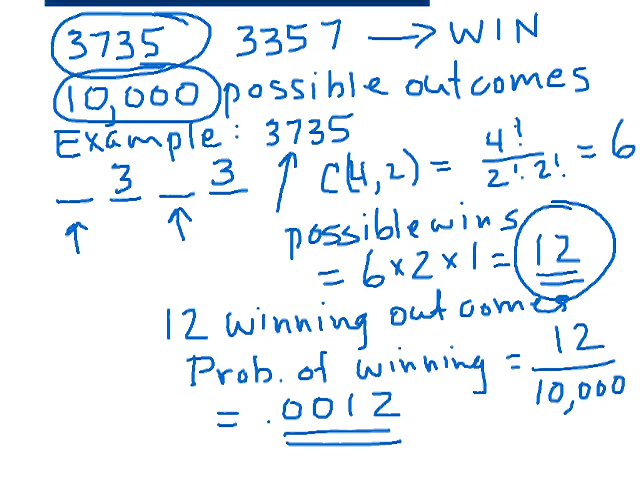 3735 3357 → WIN
10,000 possible outcomes
Example: 3735
_ 3 _ 3 ↑ C(4,2) = 4!/2!·2! = 6
↑ ↑
possible wins
= 6×2×1 = 12
12 winning outcomes
Prob. of winning = 12/10,000
= .0012